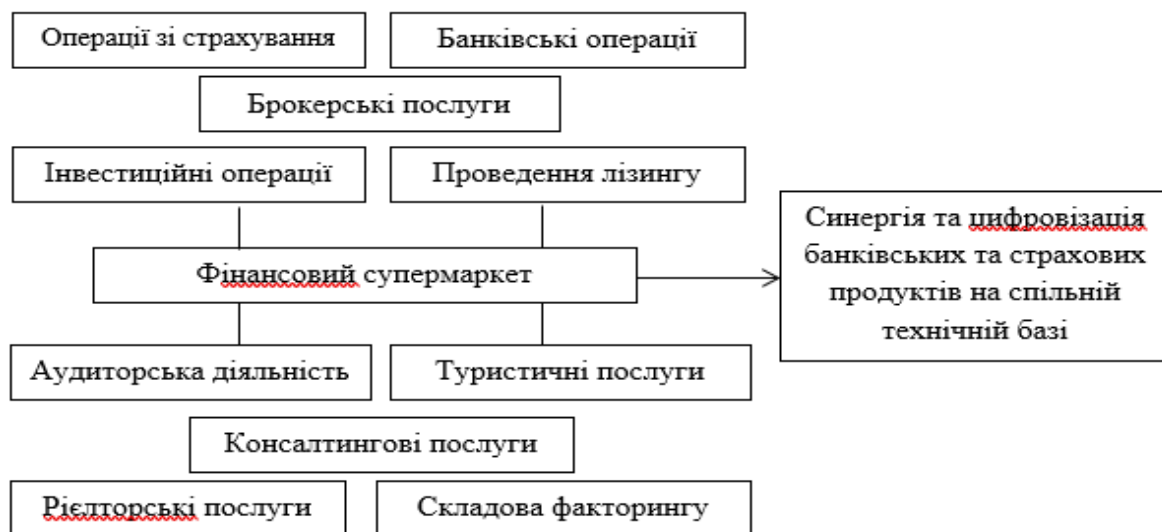 Операції зі страхування
Банківські операції
Брокерські послуги
Інвестиційні операції
Проведення лізингу
Фінансовий супермаркет
Синергія та цифровізація
банківських та страхових
продуктів на спільній
технічній базі
Аудиторська діяльність
Туристичні послуги
Консалтингові послуги
Рієлторські послуги
Складова факторингу